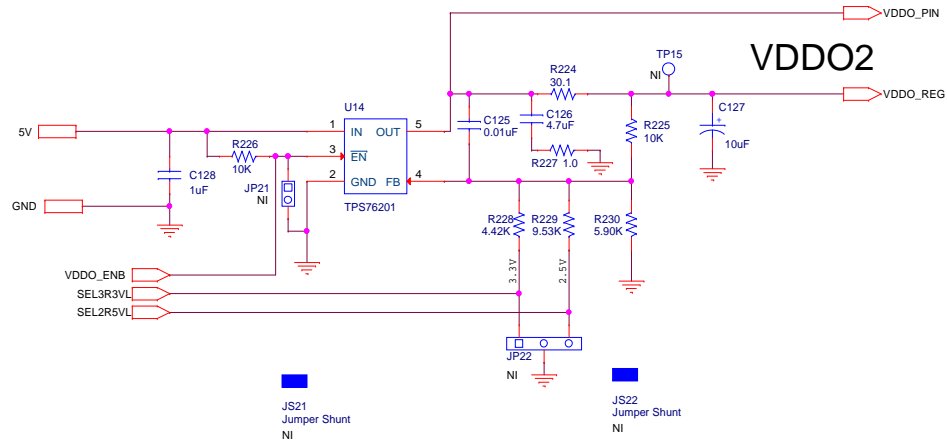 VDDO_PIN
VDDO2
TP15
NI
R224
30.1
VDDO_REG
U14
C125
0.01uF
C126
4.7uF
R225
10K
C127
+
10uF
5V
1 IN OUT 5
R226
10K
3 EN
R227 1.0
C128
1uF
JP21
NI
2 GND FB 4
TPS76201
GND
R228
4.42K
R229
9.53K
R230
5.90K
3.3V
2.5V
VDDO_ENB
SEL3R3VL
SEL2R5VL
JP22
NI
JS21
Jumper Shunt
NI
JS22
Jumper Shunt
NI